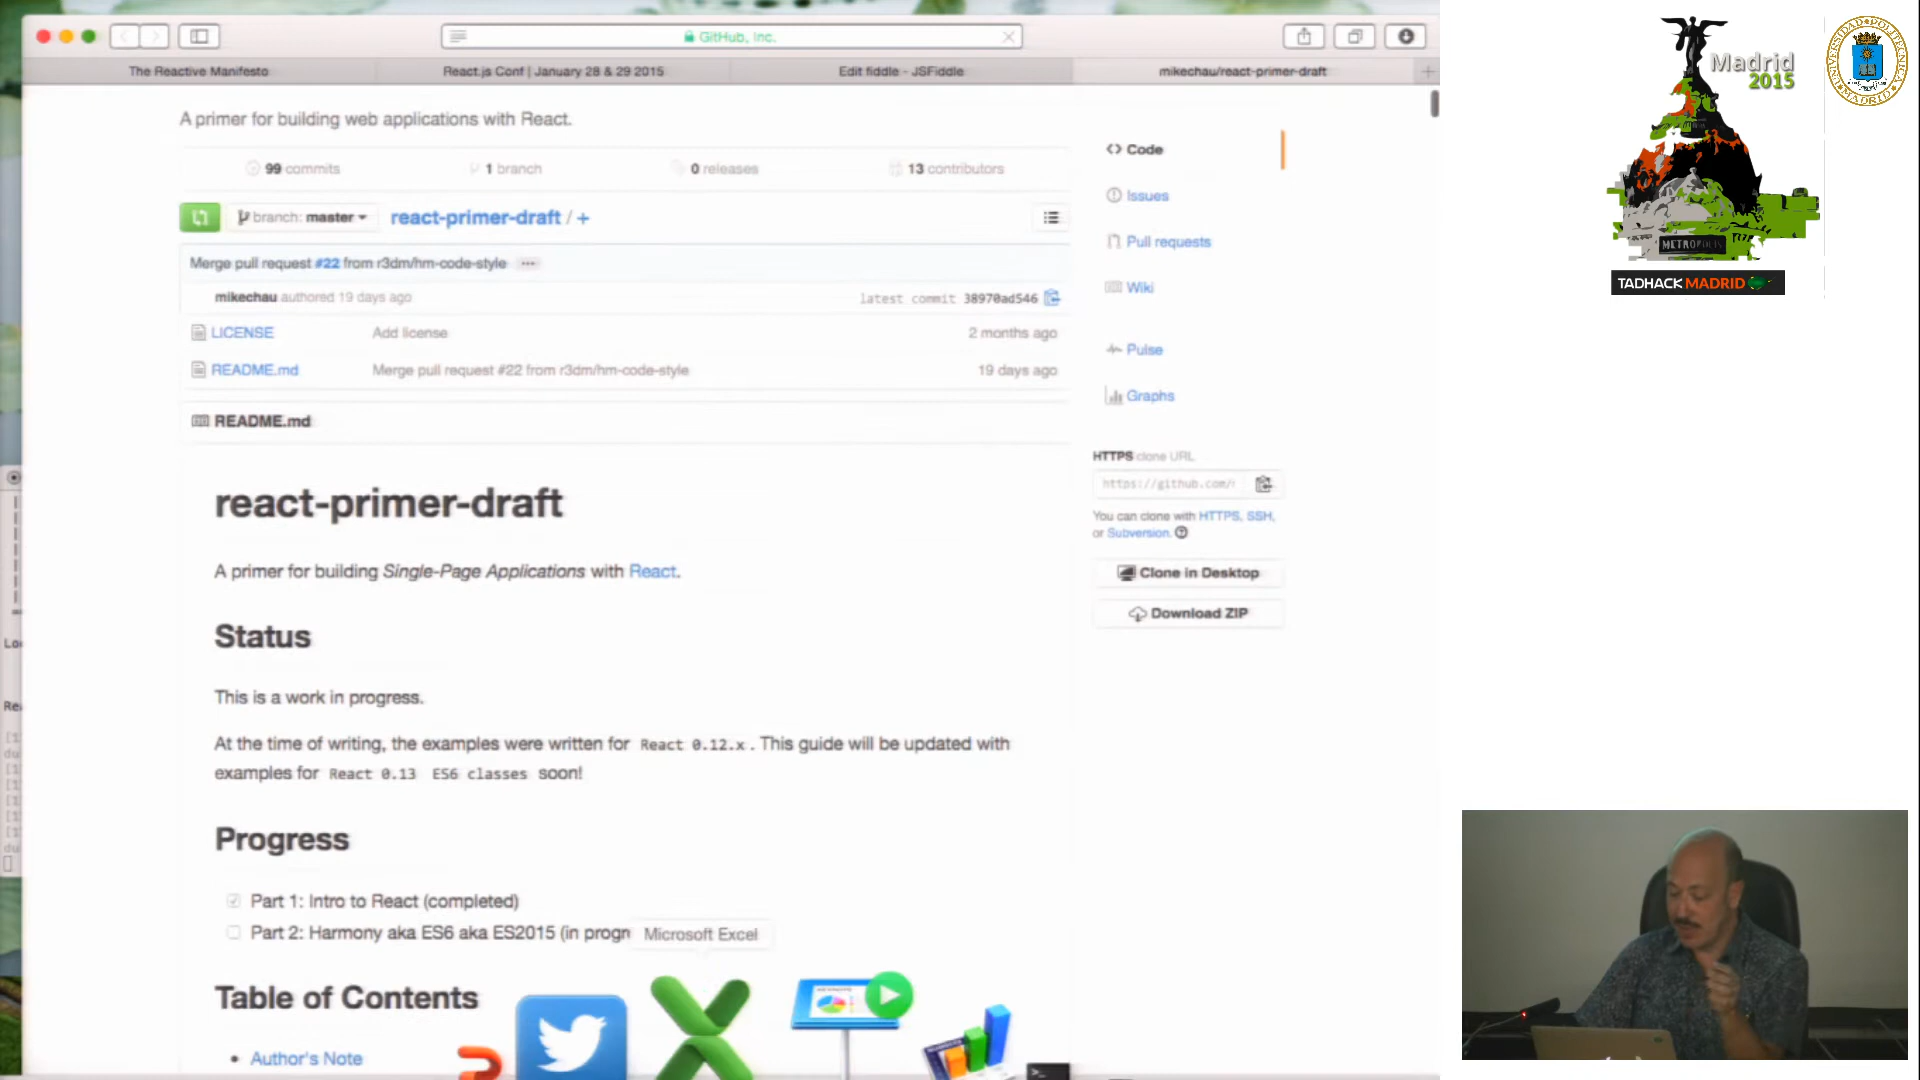 GitHub, Inc.
The Reactive Manifesto
React.js Conf | January 28 & 29 2015
Edit fiddle - JSFiddle
mikechau/react-primer-draft
A primer for building web applications with React.
99 commits
1 branch
0 releases
13 contributors
branch: master
react-primer-draft / +
Merge pull request #22 from r3dm/hm-code-style
mikechau authored 19 days ago
latest commit 38970ad546
LICENSE
Add license
2 months ago
README.md
Merge pull request #22 from r3dm/hm-code-style
19 days ago
README.md
react-primer-draft
A primer for building Single-Page Applications with React.
Status
This is a work in progress.
At the time of writing, the examples were written for React 0.12.x. This guide will be updated with
examples for React 0.13 ES6 classes soon!
Progress
Part 1: Intro to React (completed)
Part 2: Harmony aka ES6 aka ES2015 (in progr
Microsoft Excel
Table of Contents
Author's Note
Code
Issues
Pull requests
Wiki
Pulse
Graphs
HTTPS clone URL
https://github.com/
You can clone with HTTPS, SSH,
or Subversion.
Clone in Desktop
Download ZIP
Madrid
2015
METROPOLIS
TADHACK MADRID
UNIVERSIDAD POLITÉCNICA
MADRID